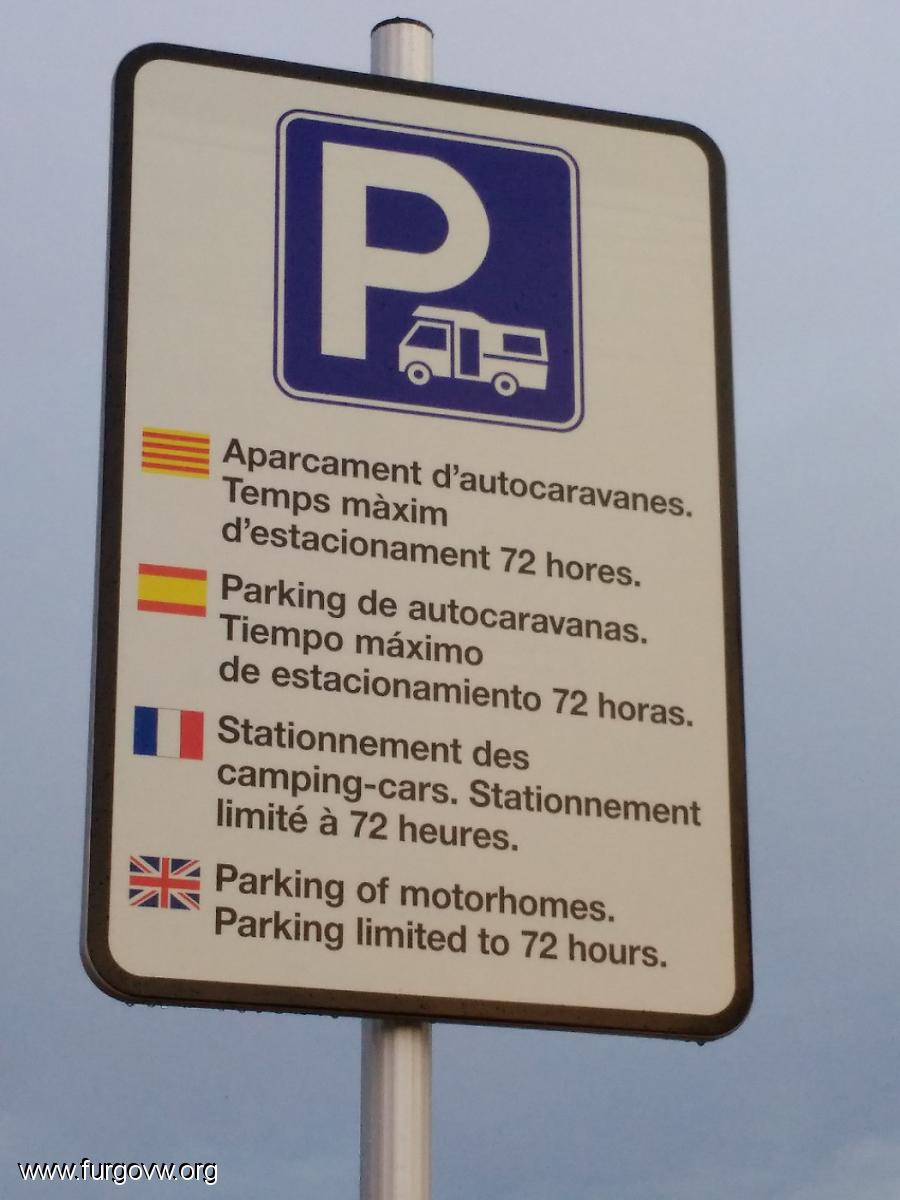 P
Aparcament d'autocaravanes.
Temps màxim
d'estacionament 72 hores.
Parking de autocaravanas.
Tiempo máximo
de estacionamiento 72 horas.
Stationnement des
camping-cars. Stationnement
limité à 72 heures.
Parking of motorhomes.
Parking limited to 72 hours.
www.furgovw.org